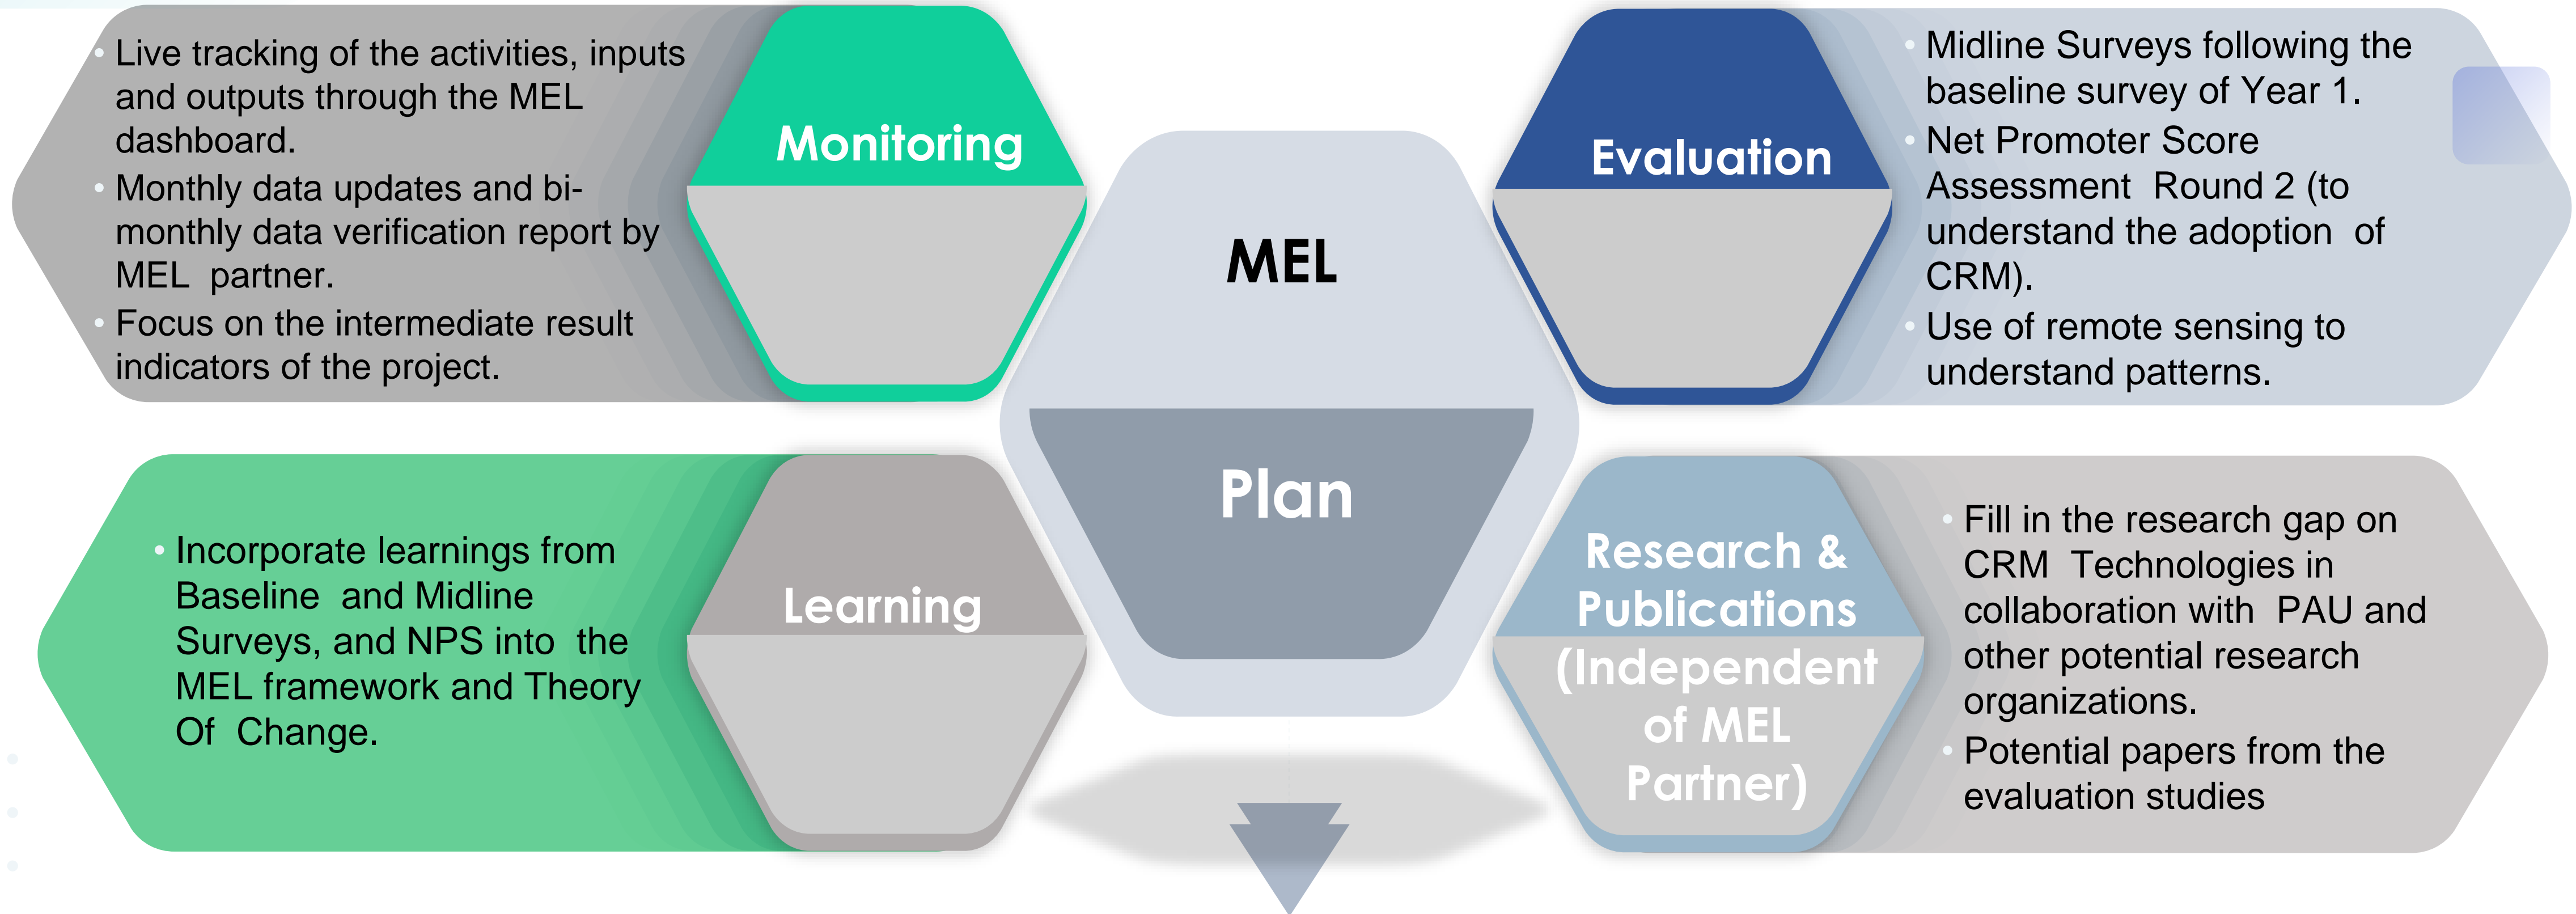 • Live tracking of the activities, inputs
and outputs through the MEL
dashboard.
• Monthly data updates and bi-
monthly data verification report by
MEL partner.
• Focus on the intermediate result
indicators of the project.
Monitoring
MEL
Plan
Evaluation
• Midline Surveys following the
baseline survey of Year 1.
• Net Promoter Score
Assessment Round 2 (to
understand the adoption of
CRM).
• Use of remote sensing to
understand patterns.
• Incorporate learnings from
Baseline and Midline
Surveys, and NPS into the
MEL framework and Theory
Of Change.
Learning
Research &
Publications
(Independent
of MEL
Partner)
• Fill in the research gap on
CRM Technologies in
collaboration with PAU and
other potential research
organizations.
• Potential papers from the
evaluation studies